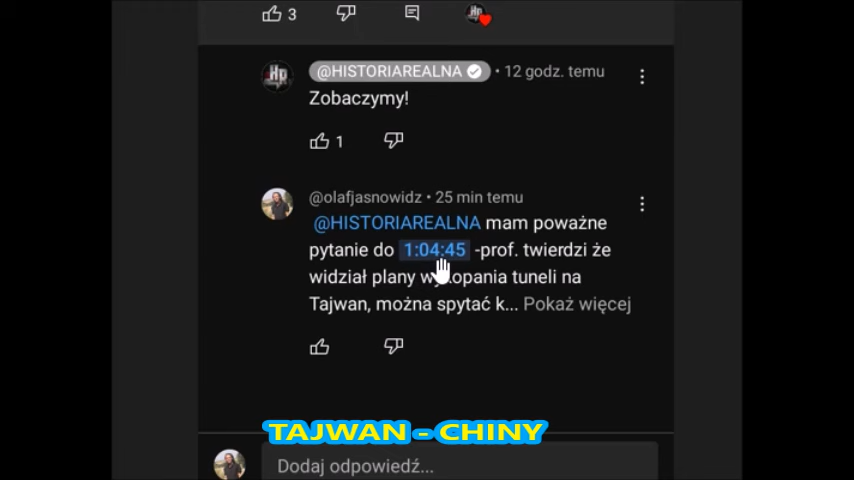 3
@HISTORIAREALNA • 12 godz. temu
Zobaczymy!
1
@olafjasnowidz • 25 min temu
@HISTORIAREALNA mam poważne
pytanie do 1:04:45 -prof. twierdzi że
widział plany wykopania tuneli na
Tajwan, można spytać k... Pokaż więcej
TAJWAN - CHINY
Dodaj odpowiedź...